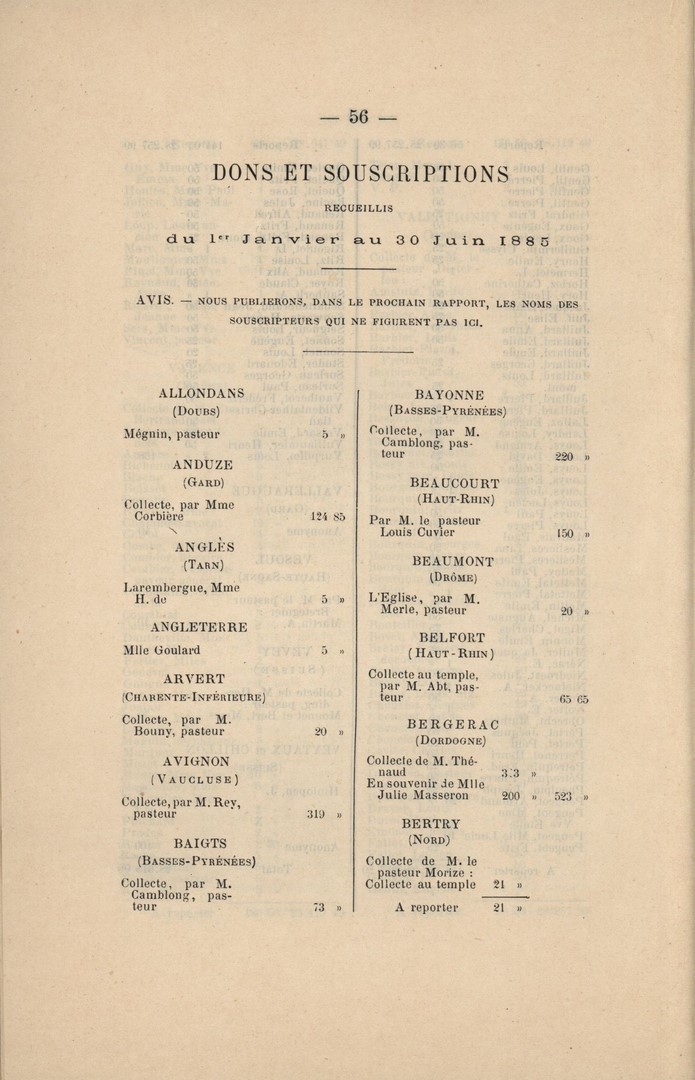 — 56 —
DONS ET SOUSCRIPTIONS
RECUEILLIS
du 1er Janvier au 30 Juin 1885
AVIS. — NOUS PUBLIERONS, DANS LE PROCHAIN RAPPORT, LES NOMS DES
SOUSCRIPTEURS QUI NE FIGURENT PAS ICI.
ALLONDANS
(DOUBS)
Mégnin, pasteur 5 »
ANDUZE
(GARD)
Collecte, par Mme
Corbière 124 85
ANGLÈS
(TARN)
Larembergue, Mme
H. de 5 »
ANGLETERRE
Mlle Goulard 5 »
ARVERT
(CHARENTE-INFÉRIEURE)
Collecte, par M.
Bouny, pasteur 20 »
AVIGNON
(VAUCLUSE)
Collecte, par M. Rey,
pasteur 319 »
BAIGTS
(BASSES-PYRÉNÉES)
Collecte, par M.
Camblong, pas-
teur 73 »
BAYONNE
(BASSES-PYRÉNÉES)
Collecte, par M.
Camblong, pas-
teur 220 »
BEAUCOURT
(HAUT-RHIN)
Par M. le pasteur
Louis Cuvier 150 »
BEAUMONT
(DRÔME)
L'Eglise, par M.
Merle, pasteur 20 »
BELFORT
(HAUT-RHIN)
Collecte au temple,
par M. Abt, pas-
teur 65 65
BERGERAC
(DORDOGNE)
Collecte de M. Thé-
naud 323 »
En souvenir de Mlle
Julie Masseron 200 » 523 »
BERTRY
(NORD)
Collecte de M. le
pasteur Morize :
Collecte au temple 21 »
A reporter 21 »